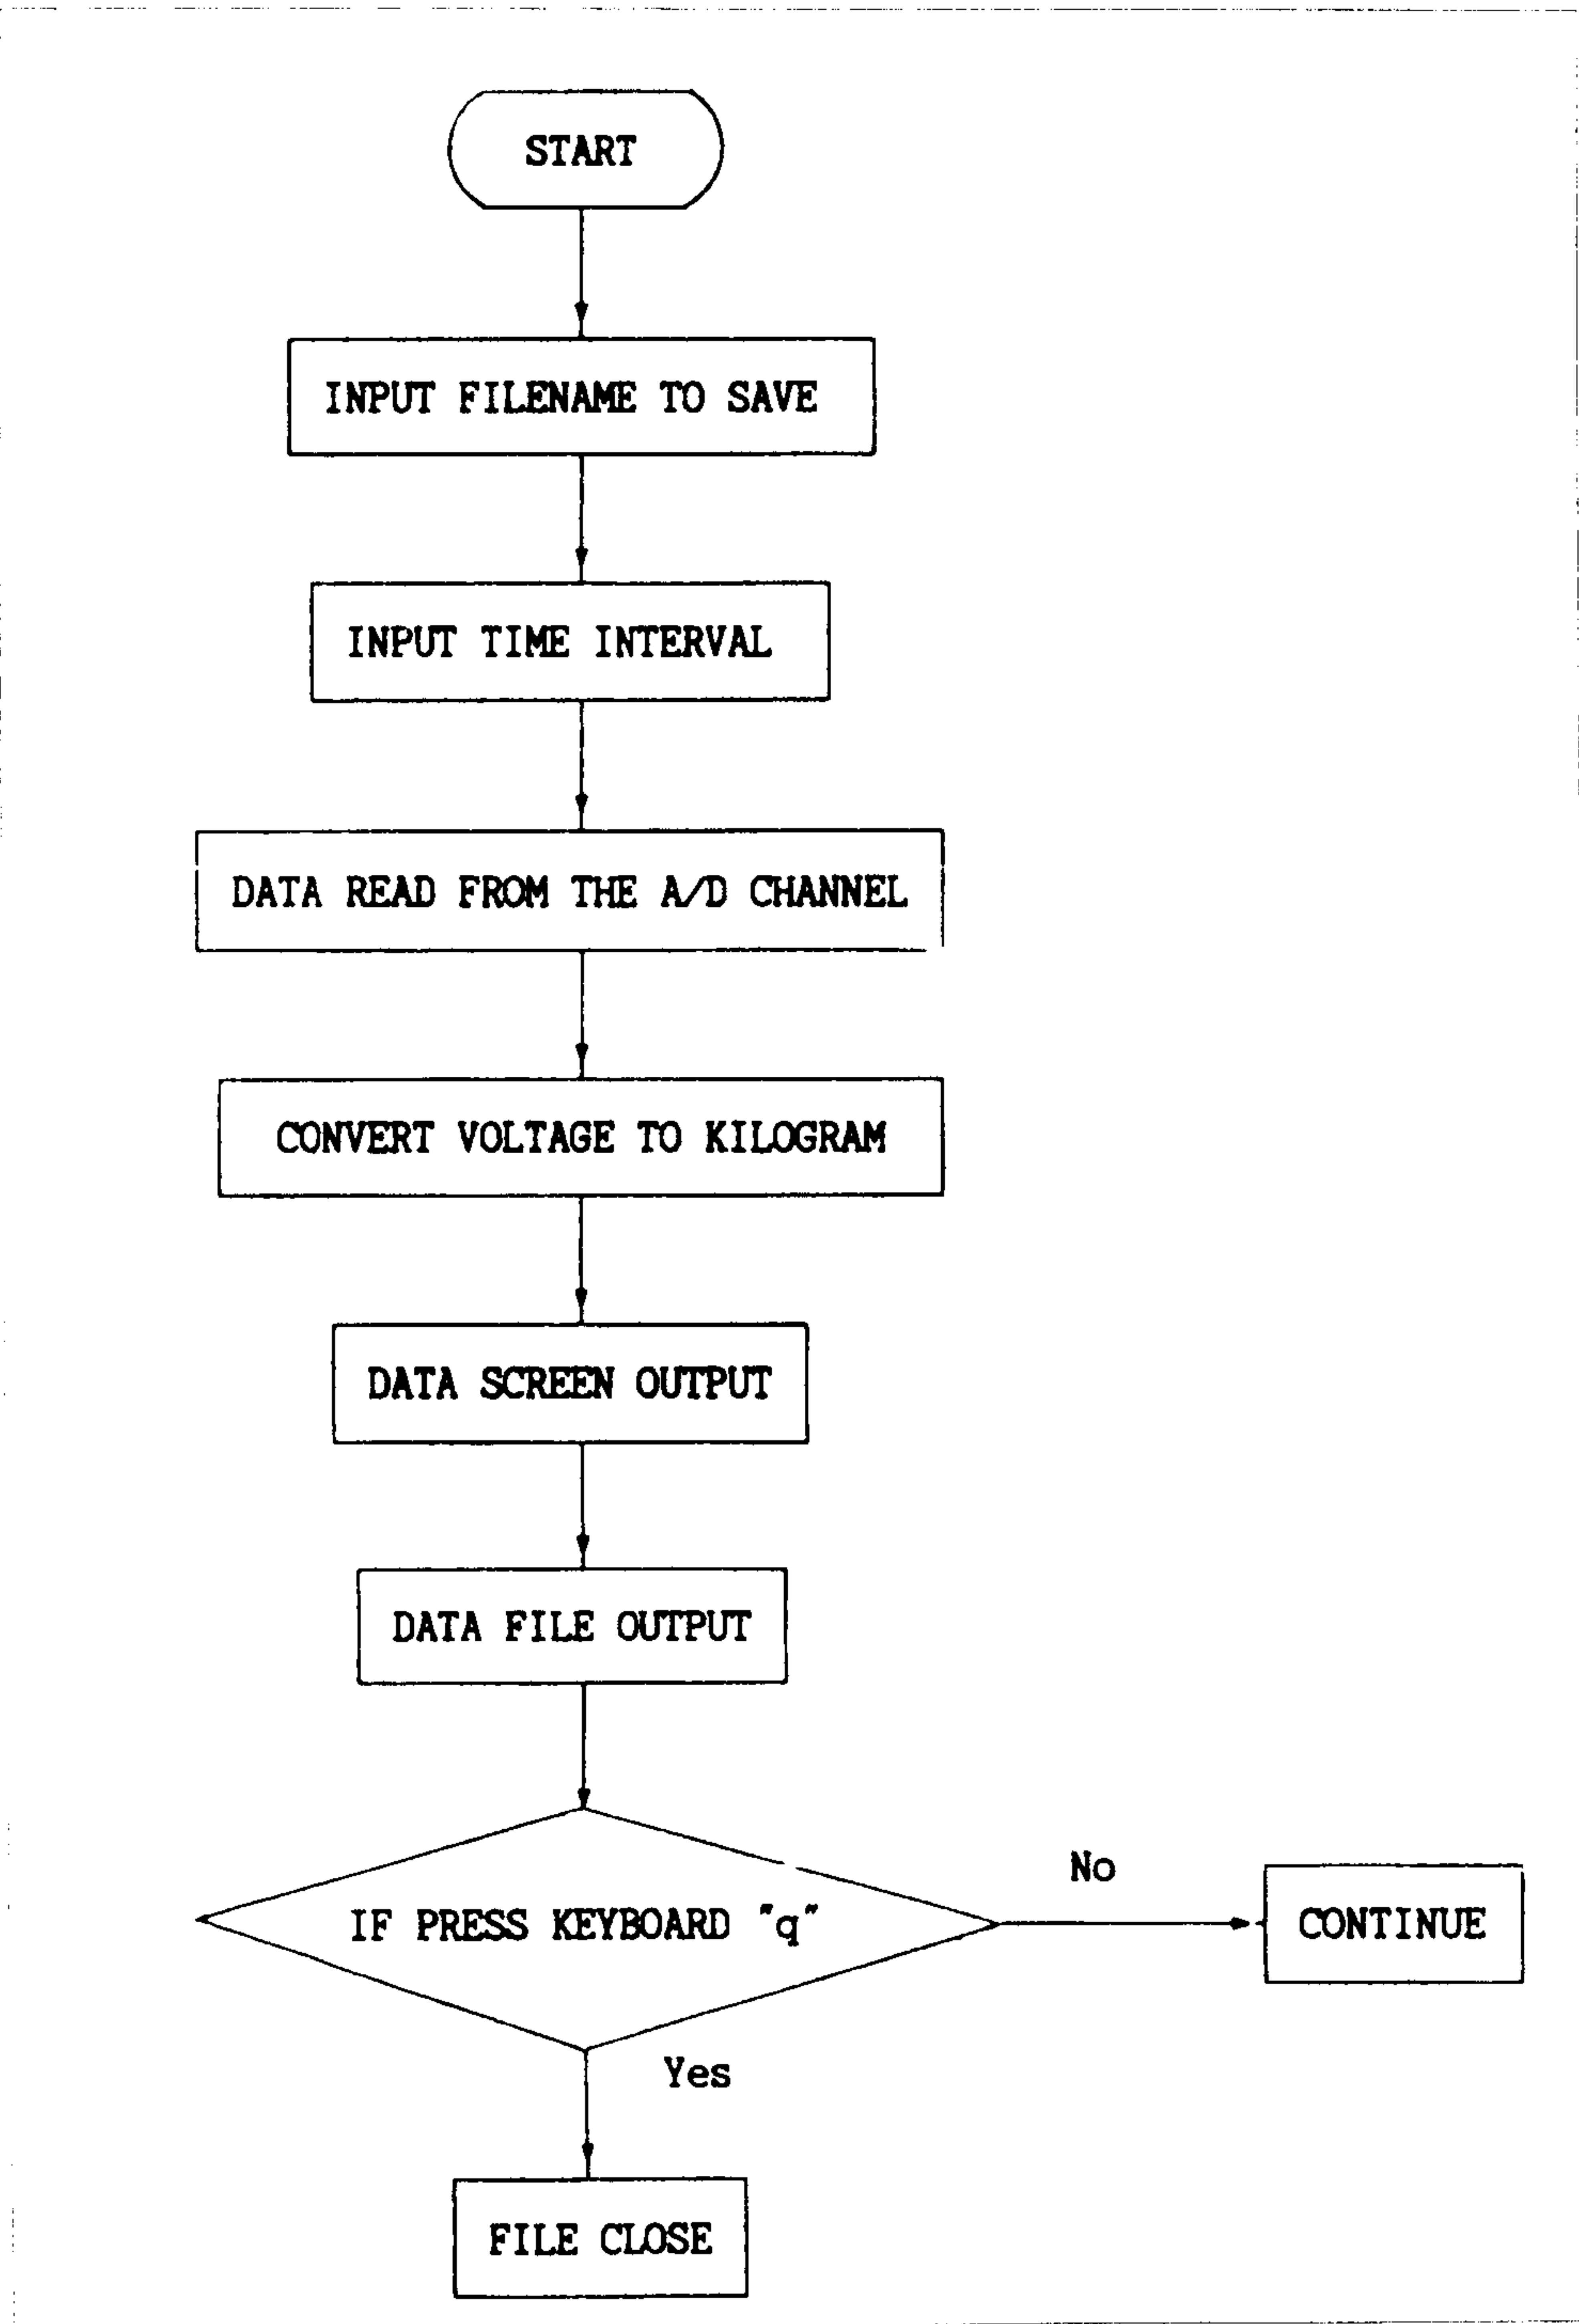 START
INPUT FILENAME TO SAVE
INPUT TIME INTERVAL
DATA READ FROM THE A/D CHANNEL
CONVERT VOLTAGE TO KILOGRAM
DATA SCREEN OUTPUT
DATA FILE OUTPUT
No
IF PRESS KEYBOARD "q"
CONTINUE
Yes
FILE CLOSE